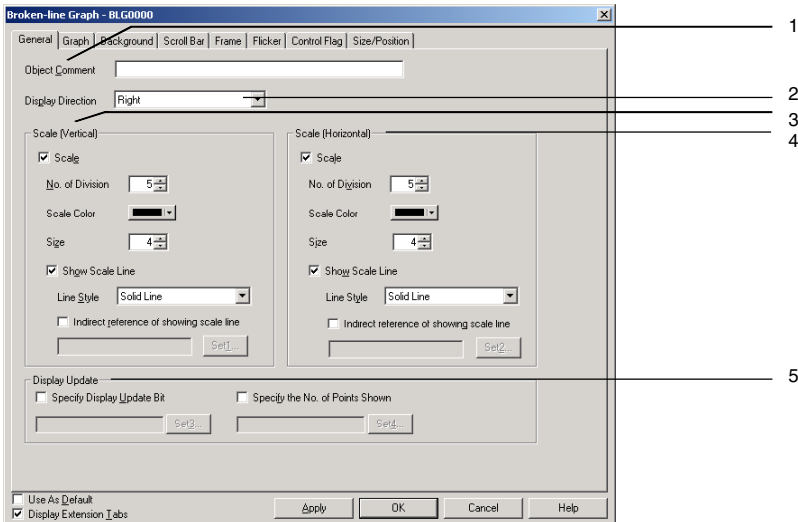 Broken-line Graph - BLG0000
General Graph Background Scroll Bar Frame Flicker Control Flag Size/Position
1
Object Comment
Display Direction Right
2
3
4
Scale (Vertical) Scale (Horizontal)
Scale Scale
No. of Division 5 No. of Division 5
Scale Color Scale Color
Size 4 Size 4
Show Scale Line Show Scale Line
Line Style Solid Line Line Style Solid Line
Indirect reference of showing scale line Indirect reference of showing scale line
Set1... Set2...
Display Update
5
Specify Display Update Bit Specify the No. of Points Shown
Set3... Set4...
Use As Default
Display Extension Tabs
Apply OK Cancel Help